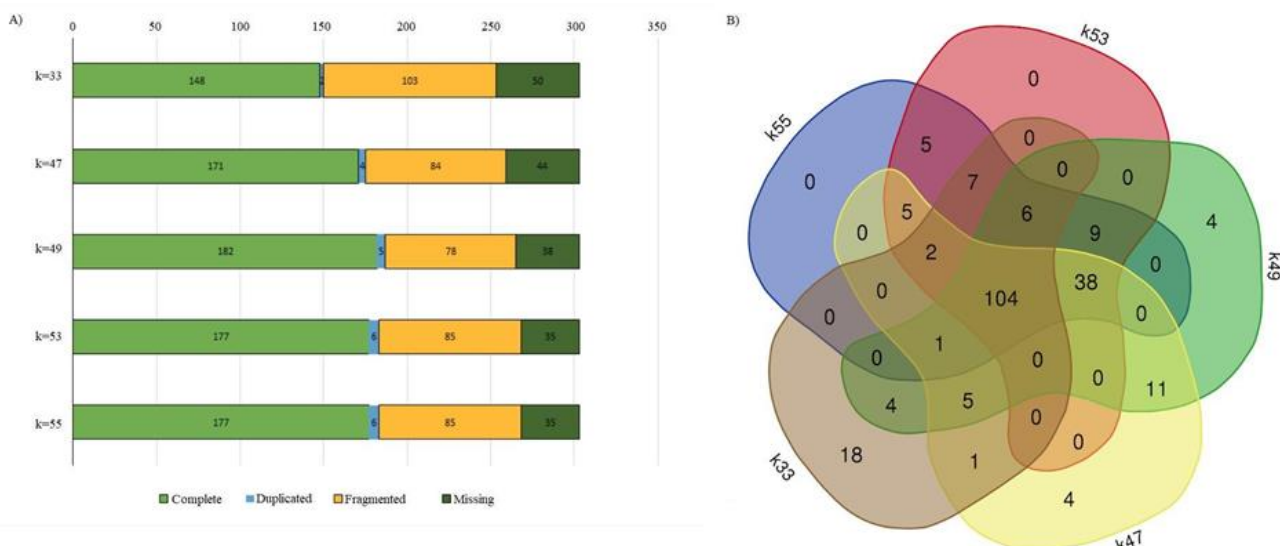 A)
0 50 100 150 200 250 300 350
k=33 148 2 103 50
k=47 171 4 84 44
k=49 182 5 78 38
k=53 177 6 85 35
k=55 177 6 85 35
Complete Duplicated Fragmented Missing
B)
k53
0
k55
5 0
0 7 0 0 4
5 6 9
0 2 0
k49
0 104 38 0
0 1
0 0 0 11
4 5
0 0
18 1
k33
4
k47